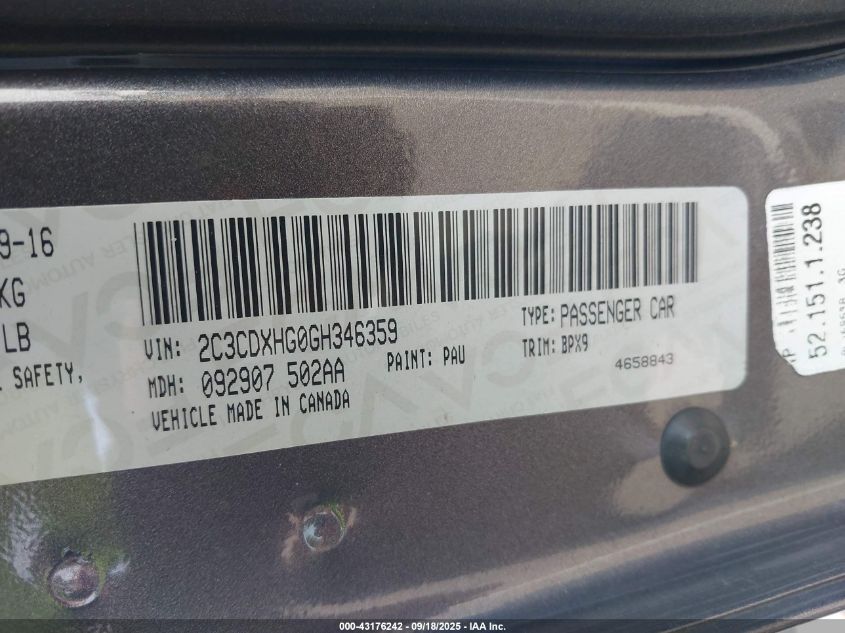 9-16
KG
LB
L SAFETY,
VIN: 2C3CDXHG0GH346359
TYPE: PASSENGER CAR
MDH: 092907 502AA
PAINT: PAU
TRIM: BPX9
4658843
VEHICLE MADE IN CANADA
52.151.1.238
000-43176242 - 09/18/2025 - IAA Inc.